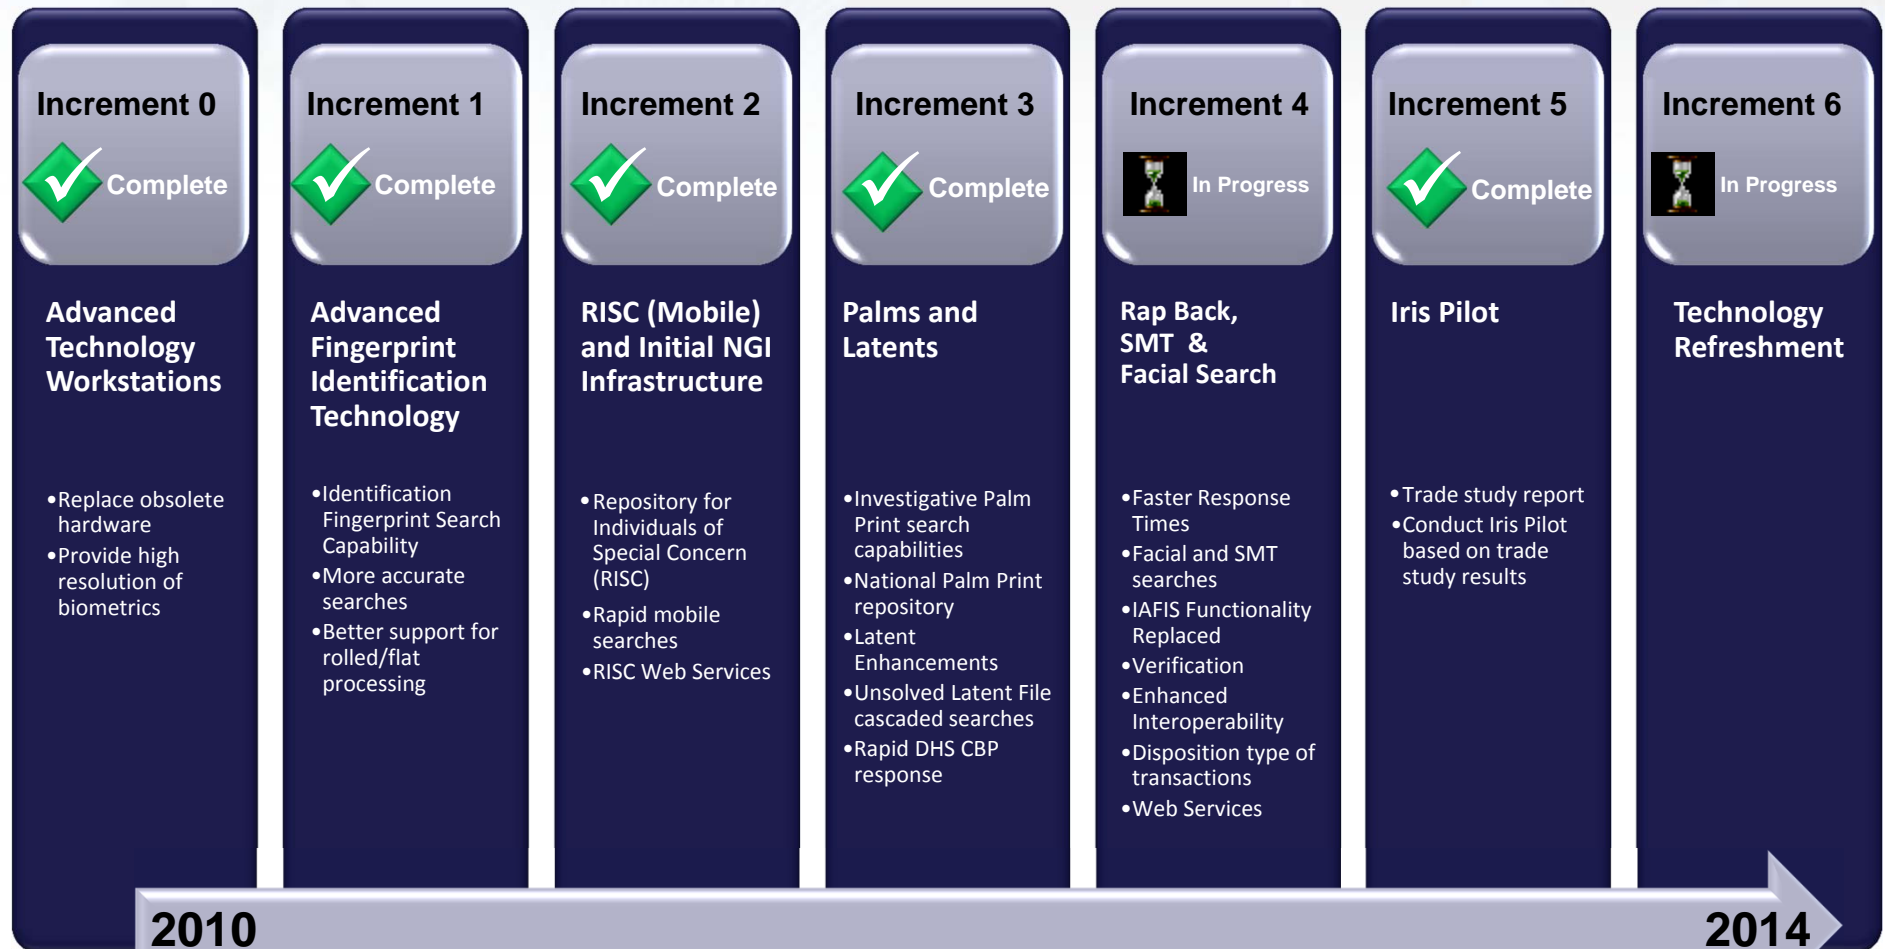 Increment 0
Complete
Advanced
Technology
Workstations
•Replace obsolete
hardware
•Provide high
resolution of
biometrics
Increment 1
Complete
Advanced
Fingerprint
Identification
Technology
•Identification
Fingerprint Search
Capability
•More accurate
searches
•Better support for
rolled/flat
processing
Increment 2
Complete
RISC (Mobile)
and Initial NGI
Infrastructure
•Repository for
Individuals of
Special Concern
(RISC)
•Rapid mobile
searches
•RISC Web Services
Increment 3
Complete
Palms and
Latents
•Investigative Palm
Print search
capabilities
•National Palm Print
repository
•Latent
Enhancements
•Unsolved Latent File
cascaded searches
•Rapid DHS CBP
response
Increment 4
In Progress
Rap Back,
SMT &
Facial Search
•Faster Response
Times
•Facial and SMT
searches
•IAFIS Functionality
Replaced
•Verification
•Enhanced
Interoperability
•Disposition type of
transactions
•Web Services
Increment 5
Complete
Iris Pilot
•Trade study report
•Conduct Iris Pilot
based on trade
study results
Increment 6
In Progress
Technology
Refreshment
2010
2014